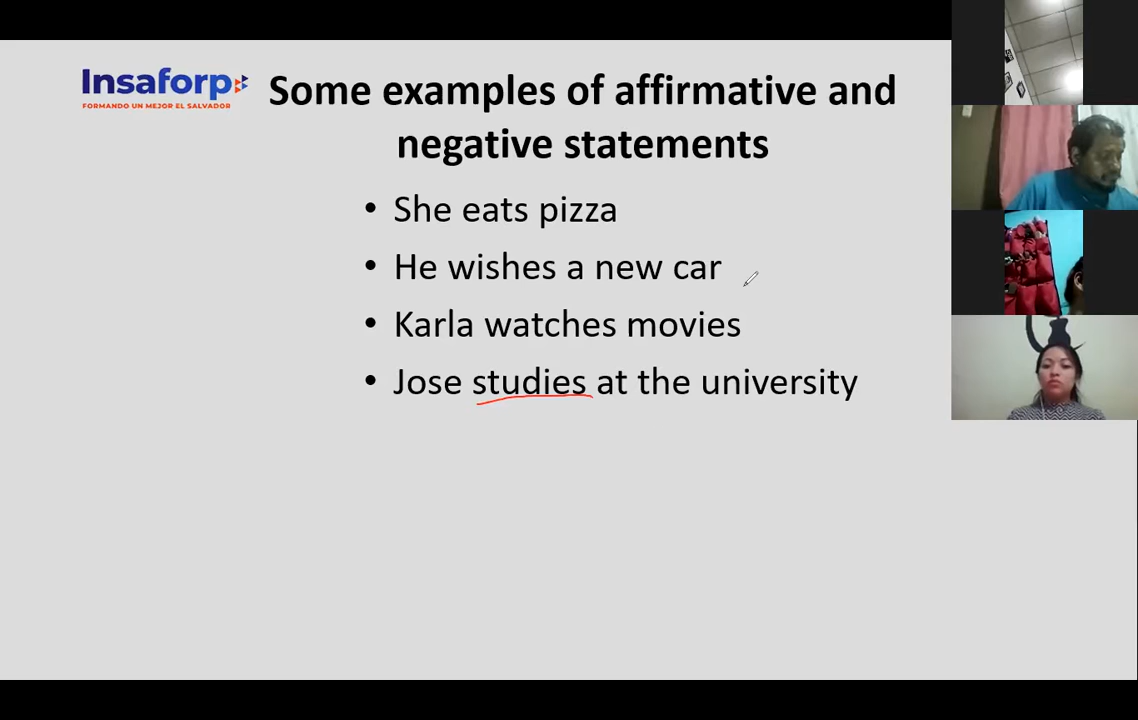 Insaforp
FORMANDO UN MEJOR EL SALVADOR
Some examples of affirmative and
negative statements
• She eats pizza
• He wishes a new car
• Karla watches movies
• Jose studies at the university